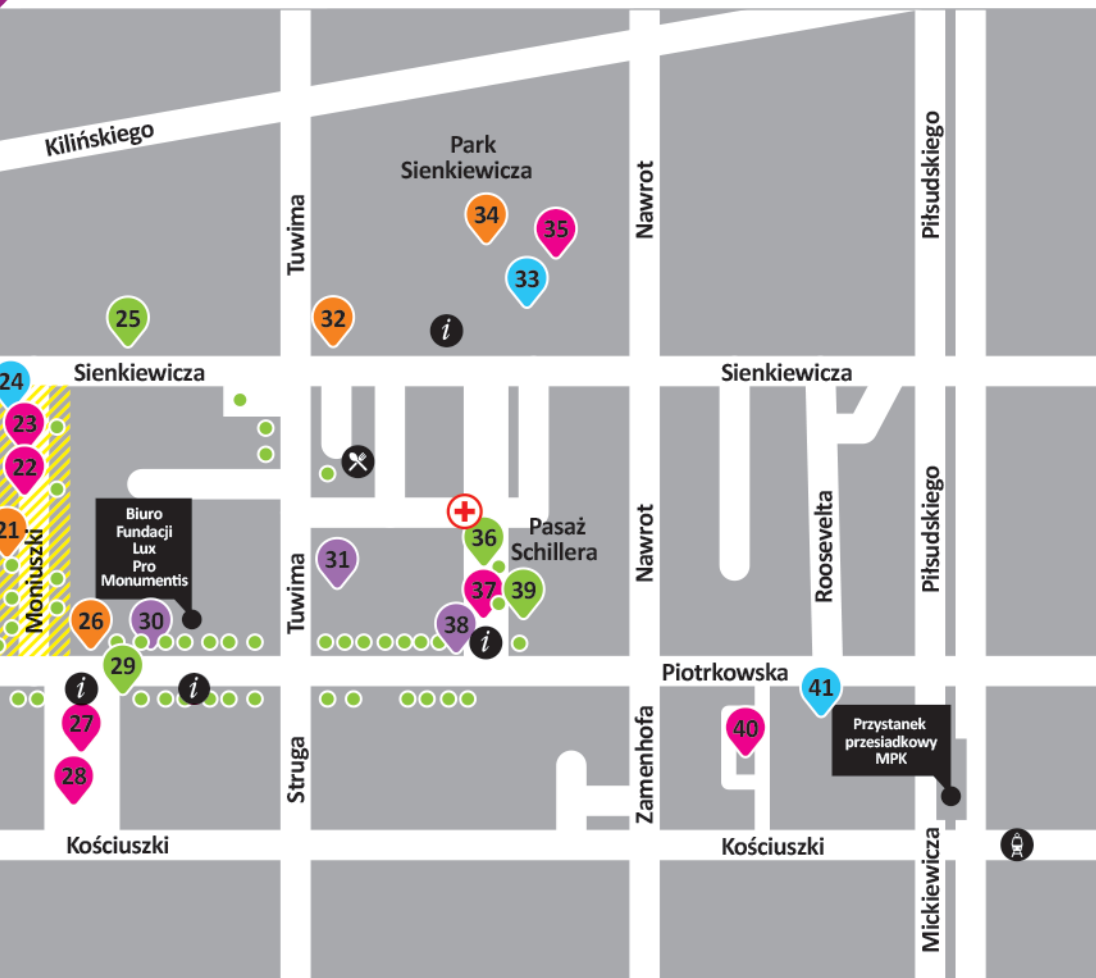 Kilińskiego
Park
Sienkiewicza
Tuwima
Nawrot
Piłsudskiego
34
35
33
25
32
i
24
Sienkiewicza
Sienkiewicza
23
22
21
Moniuszki
Biuro
Fundacji
Lux
Pro
Monumentis
26
30
Tuwima
31
36
Pasaż
Schillera
37
39
38
i
Nawrot
Roosevelta
Piłsudskiego
29
Piotrkowska
i
i
27
28
Struga
Zamenhofa
40
41
Przystanek
przesiadkowy
MPK
Kościuszki
Kościuszki
Mickiewicza